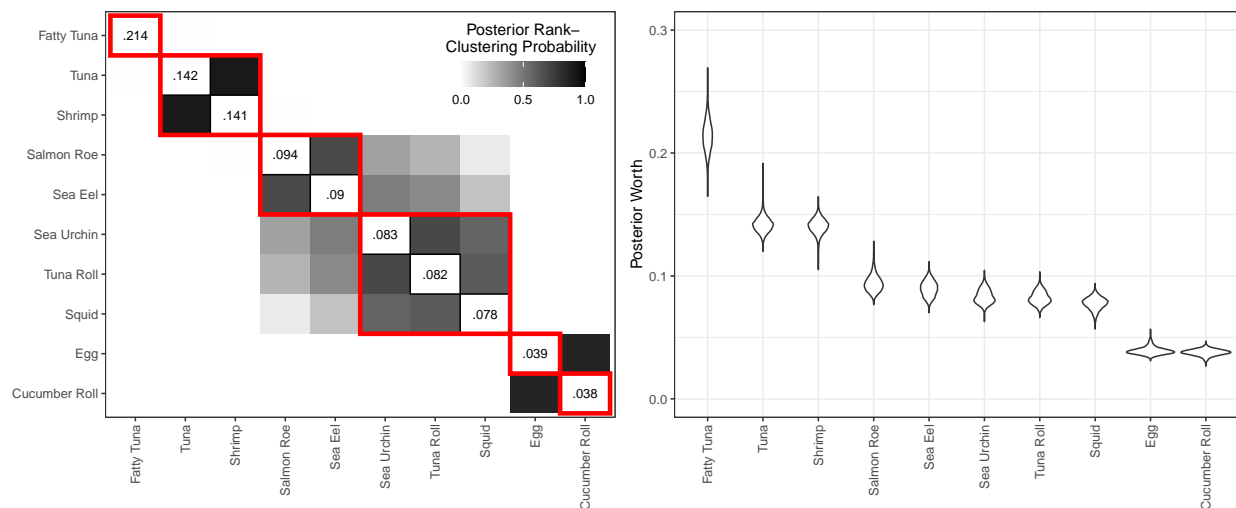 Posterior Rank–
Clustering Probability
0.0 0.5 1.0
Fatty Tuna .214
Tuna .142
Shrimp .141
Salmon Roe .094
Sea Eel .09
Sea Urchin .083
Tuna Roll .082
Squid .078
Egg .039
Cucumber Roll .038
Fatty Tuna
Tuna
Shrimp
Salmon Roe
Sea Eel
Sea Urchin
Tuna Roll
Squid
Egg
Cucumber Roll
Posterior Worth
0.3
0.2
0.1
0.0
Fatty Tuna
Tuna
Shrimp
Salmon Roe
Sea Eel
Sea Urchin
Tuna Roll
Squid
Egg
Cucumber Roll